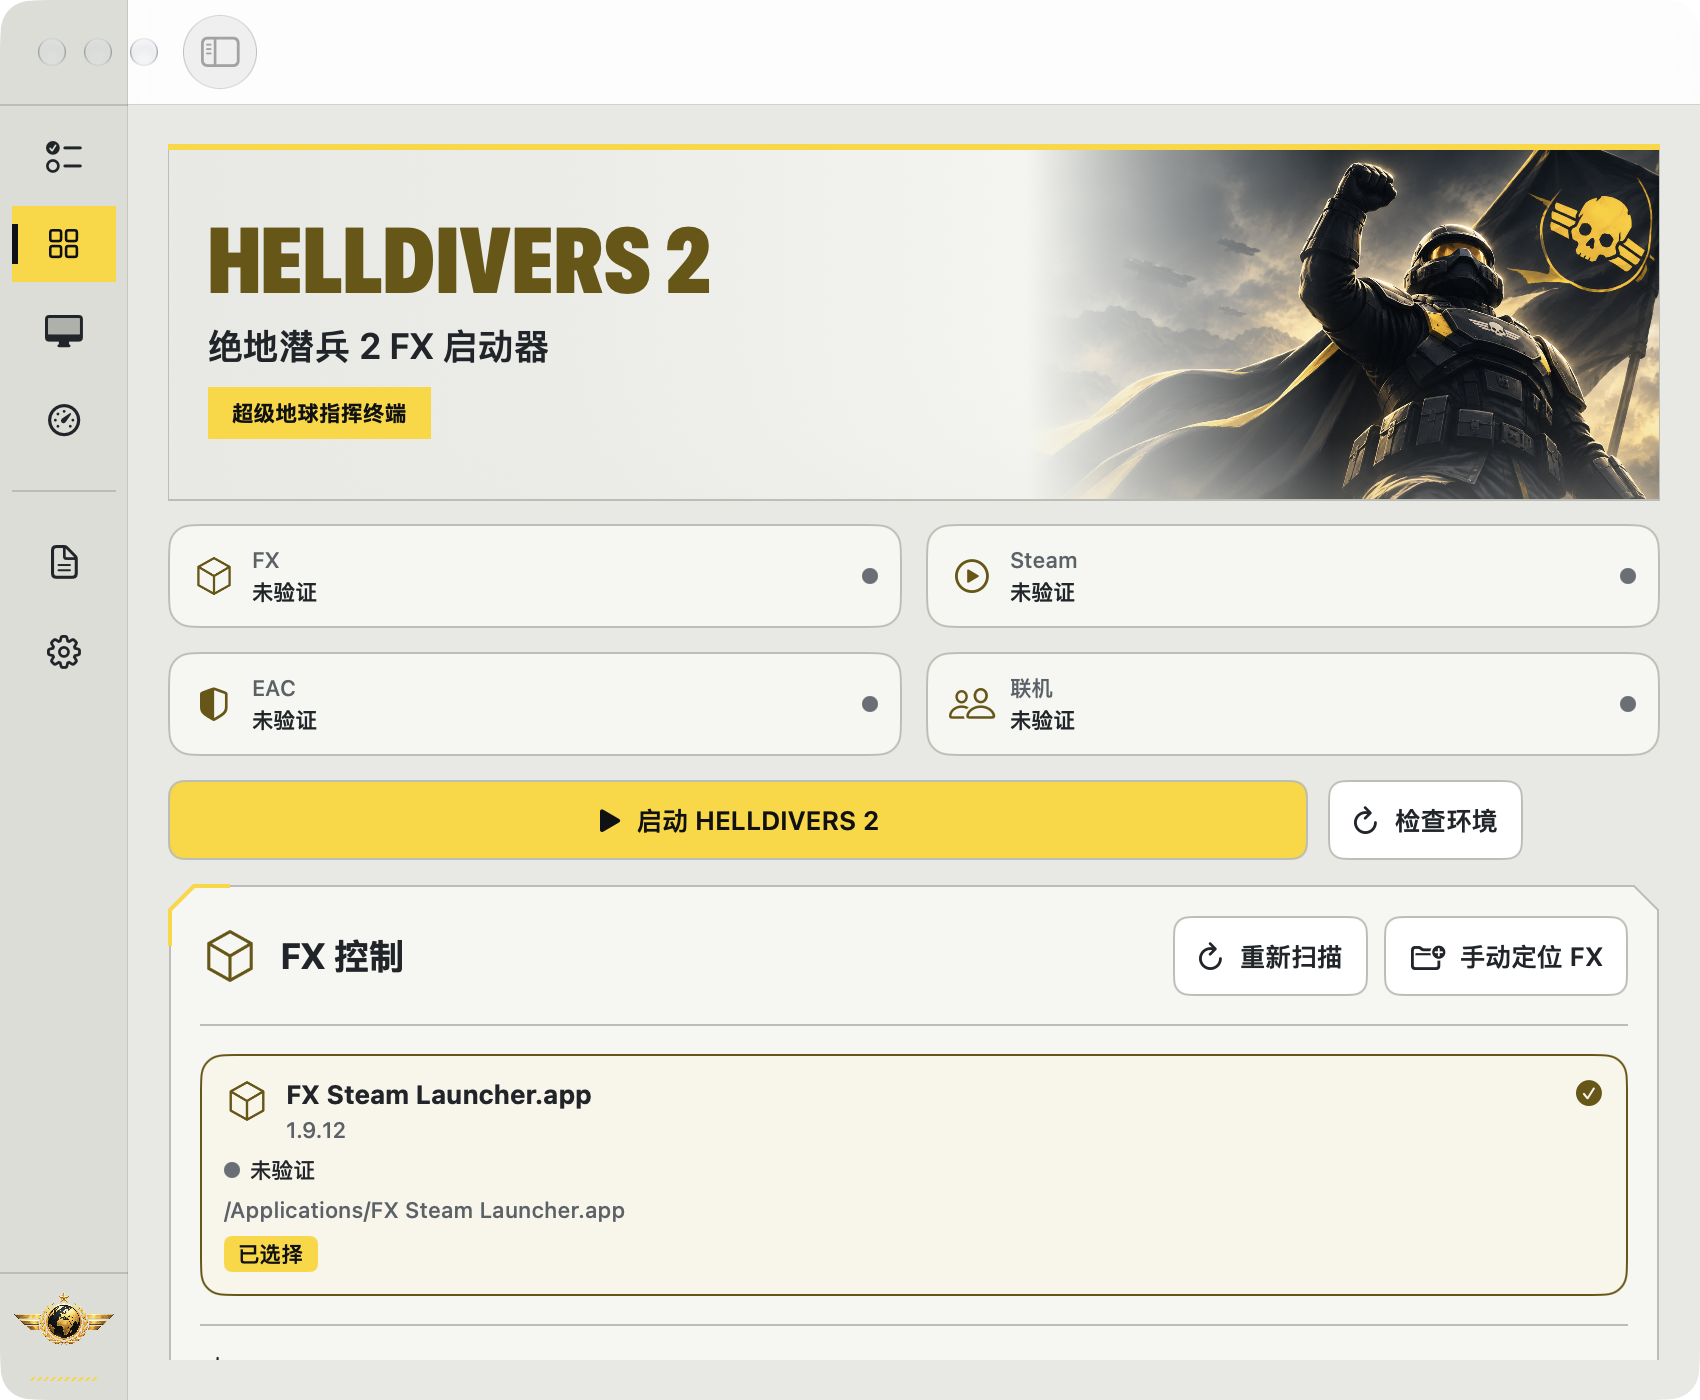 HELLDIVERS 2
绝地潜兵 2 FX 启动器
超级地球指挥终端
FX
未验证
Steam
未验证
EAC
未验证
联机
未验证
启动 HELLDIVERS 2
检查环境
FX 控制
重新扫描
手动定位 FX
FX Steam Launcher.app
1.9.12
未验证
/Applications/FX Steam Launcher.app
已选择